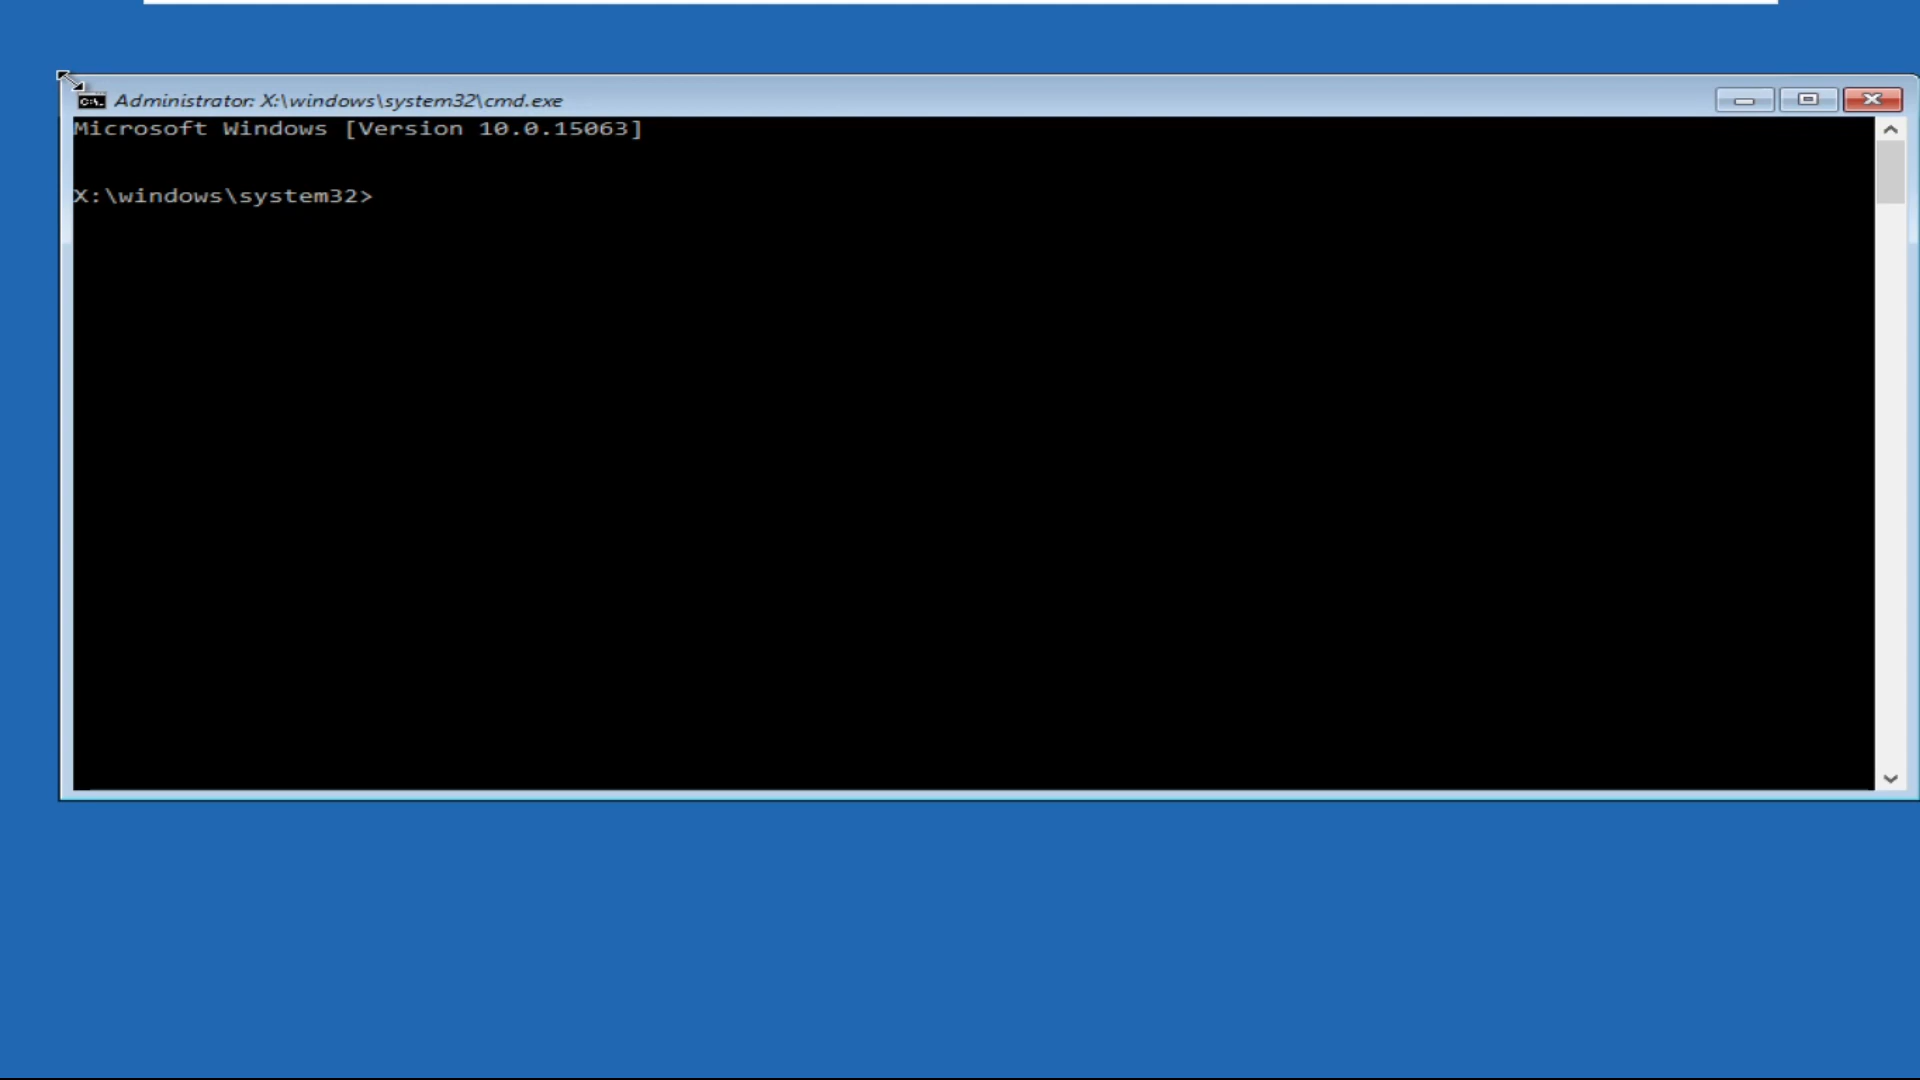 Administrator: X:\windows\system32\cmd.exe
Microsoft Windows [Version 10.0.15063]
X:\windows\system32>